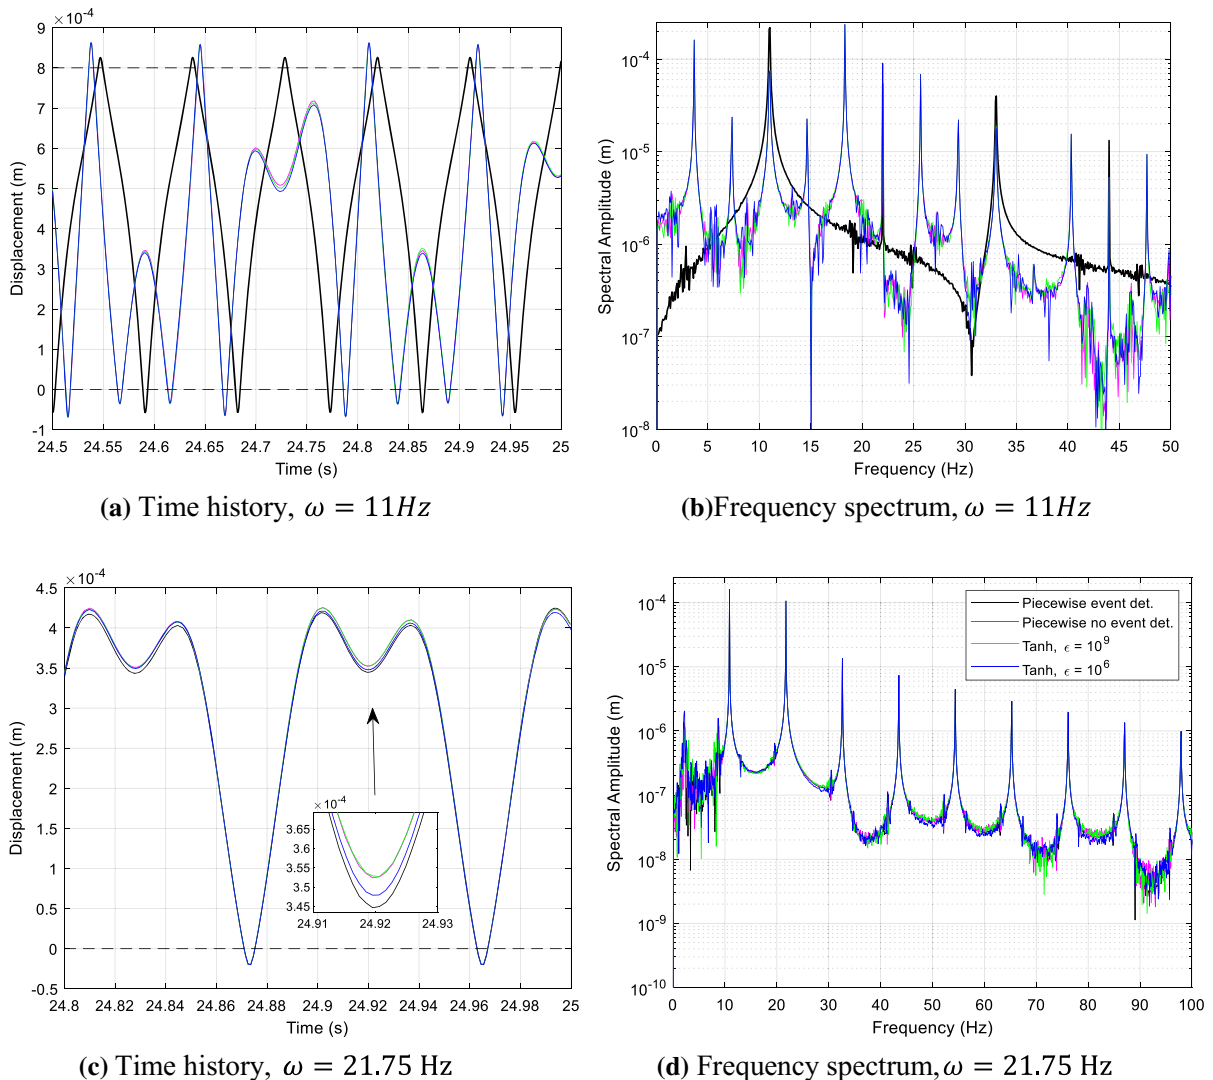 ×10⁻⁴
9
8
7
6
5
4
3
2
1
0
-1
Displacement (m)
24.5 24.55 24.6 24.65 24.7 24.75 24.8 24.85 24.9 24.95 25
Time (s)
(a) Time history, ω = 11Hz
10⁻⁴
10⁻⁵
10⁻⁶
10⁻⁷
10⁻⁸
Spectral Amplitude (m)
0 5 10 15 20 25 30 35 40 45 50
Frequency (Hz)
(b)Frequency spectrum, ω = 11Hz
×10⁻⁴
4.5
4
3.5
3
2.5
2
1.5
1
0.5
0
-0.5
Displacement (m)
×10⁻⁴
3.65
3.6
3.55
3.5
3.45
24.91 24.92 24.93
24.8 24.82 24.84 24.86 24.88 24.9 24.92 24.94 24.96 24.98 25
Time (s)
(c) Time history, ω = 21.75 Hz
10⁻⁴
10⁻⁵
10⁻⁶
10⁻⁷
10⁻⁸
10⁻⁹
10⁻¹⁰
Spectral Amplitude (m)
Piecewise event det.
Piecewise no event det.
Tanh, ϵ = 10⁹
Tanh, ϵ = 10⁶
0 10 20 30 40 50 60 70 80 90 100
Frequency (Hz)
(d) Frequency spectrum, ω = 21.75 Hz